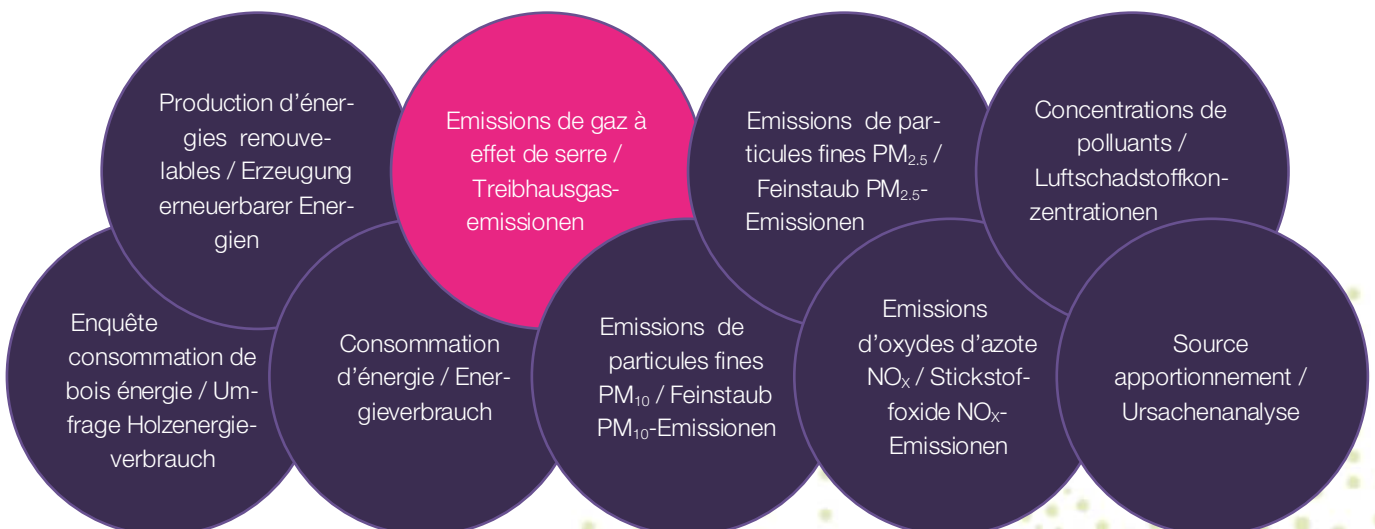 Production d’éner-
gies renouve-
lables / Erzeugung
erneuerbarer Ener-
gien
Emissions de gaz à
effet de serre /
Treibhausgas-
emissionen
Emissions de par-
ticules fines PM₂.₅ /
Feinstaub PM₂.₅-
Emissionen
Concentrations de
polluants /
Luftschadstoffkon-
zentrationen
Enquête
consommation de
bois énergie / Um-
frage Holzenergie-
verbrauch
Consommation
d’énergie / Ener-
gieverbrauch
Emissions de
particules fines
PM₁₀ / Feinstaub
PM₁₀-Emissionen
Emissions
d’oxydes d’azote
NOₓ / Stickstof-
foxide NOₓ-
Emissionen
Source
apportionnement /
Ursachenanalyse